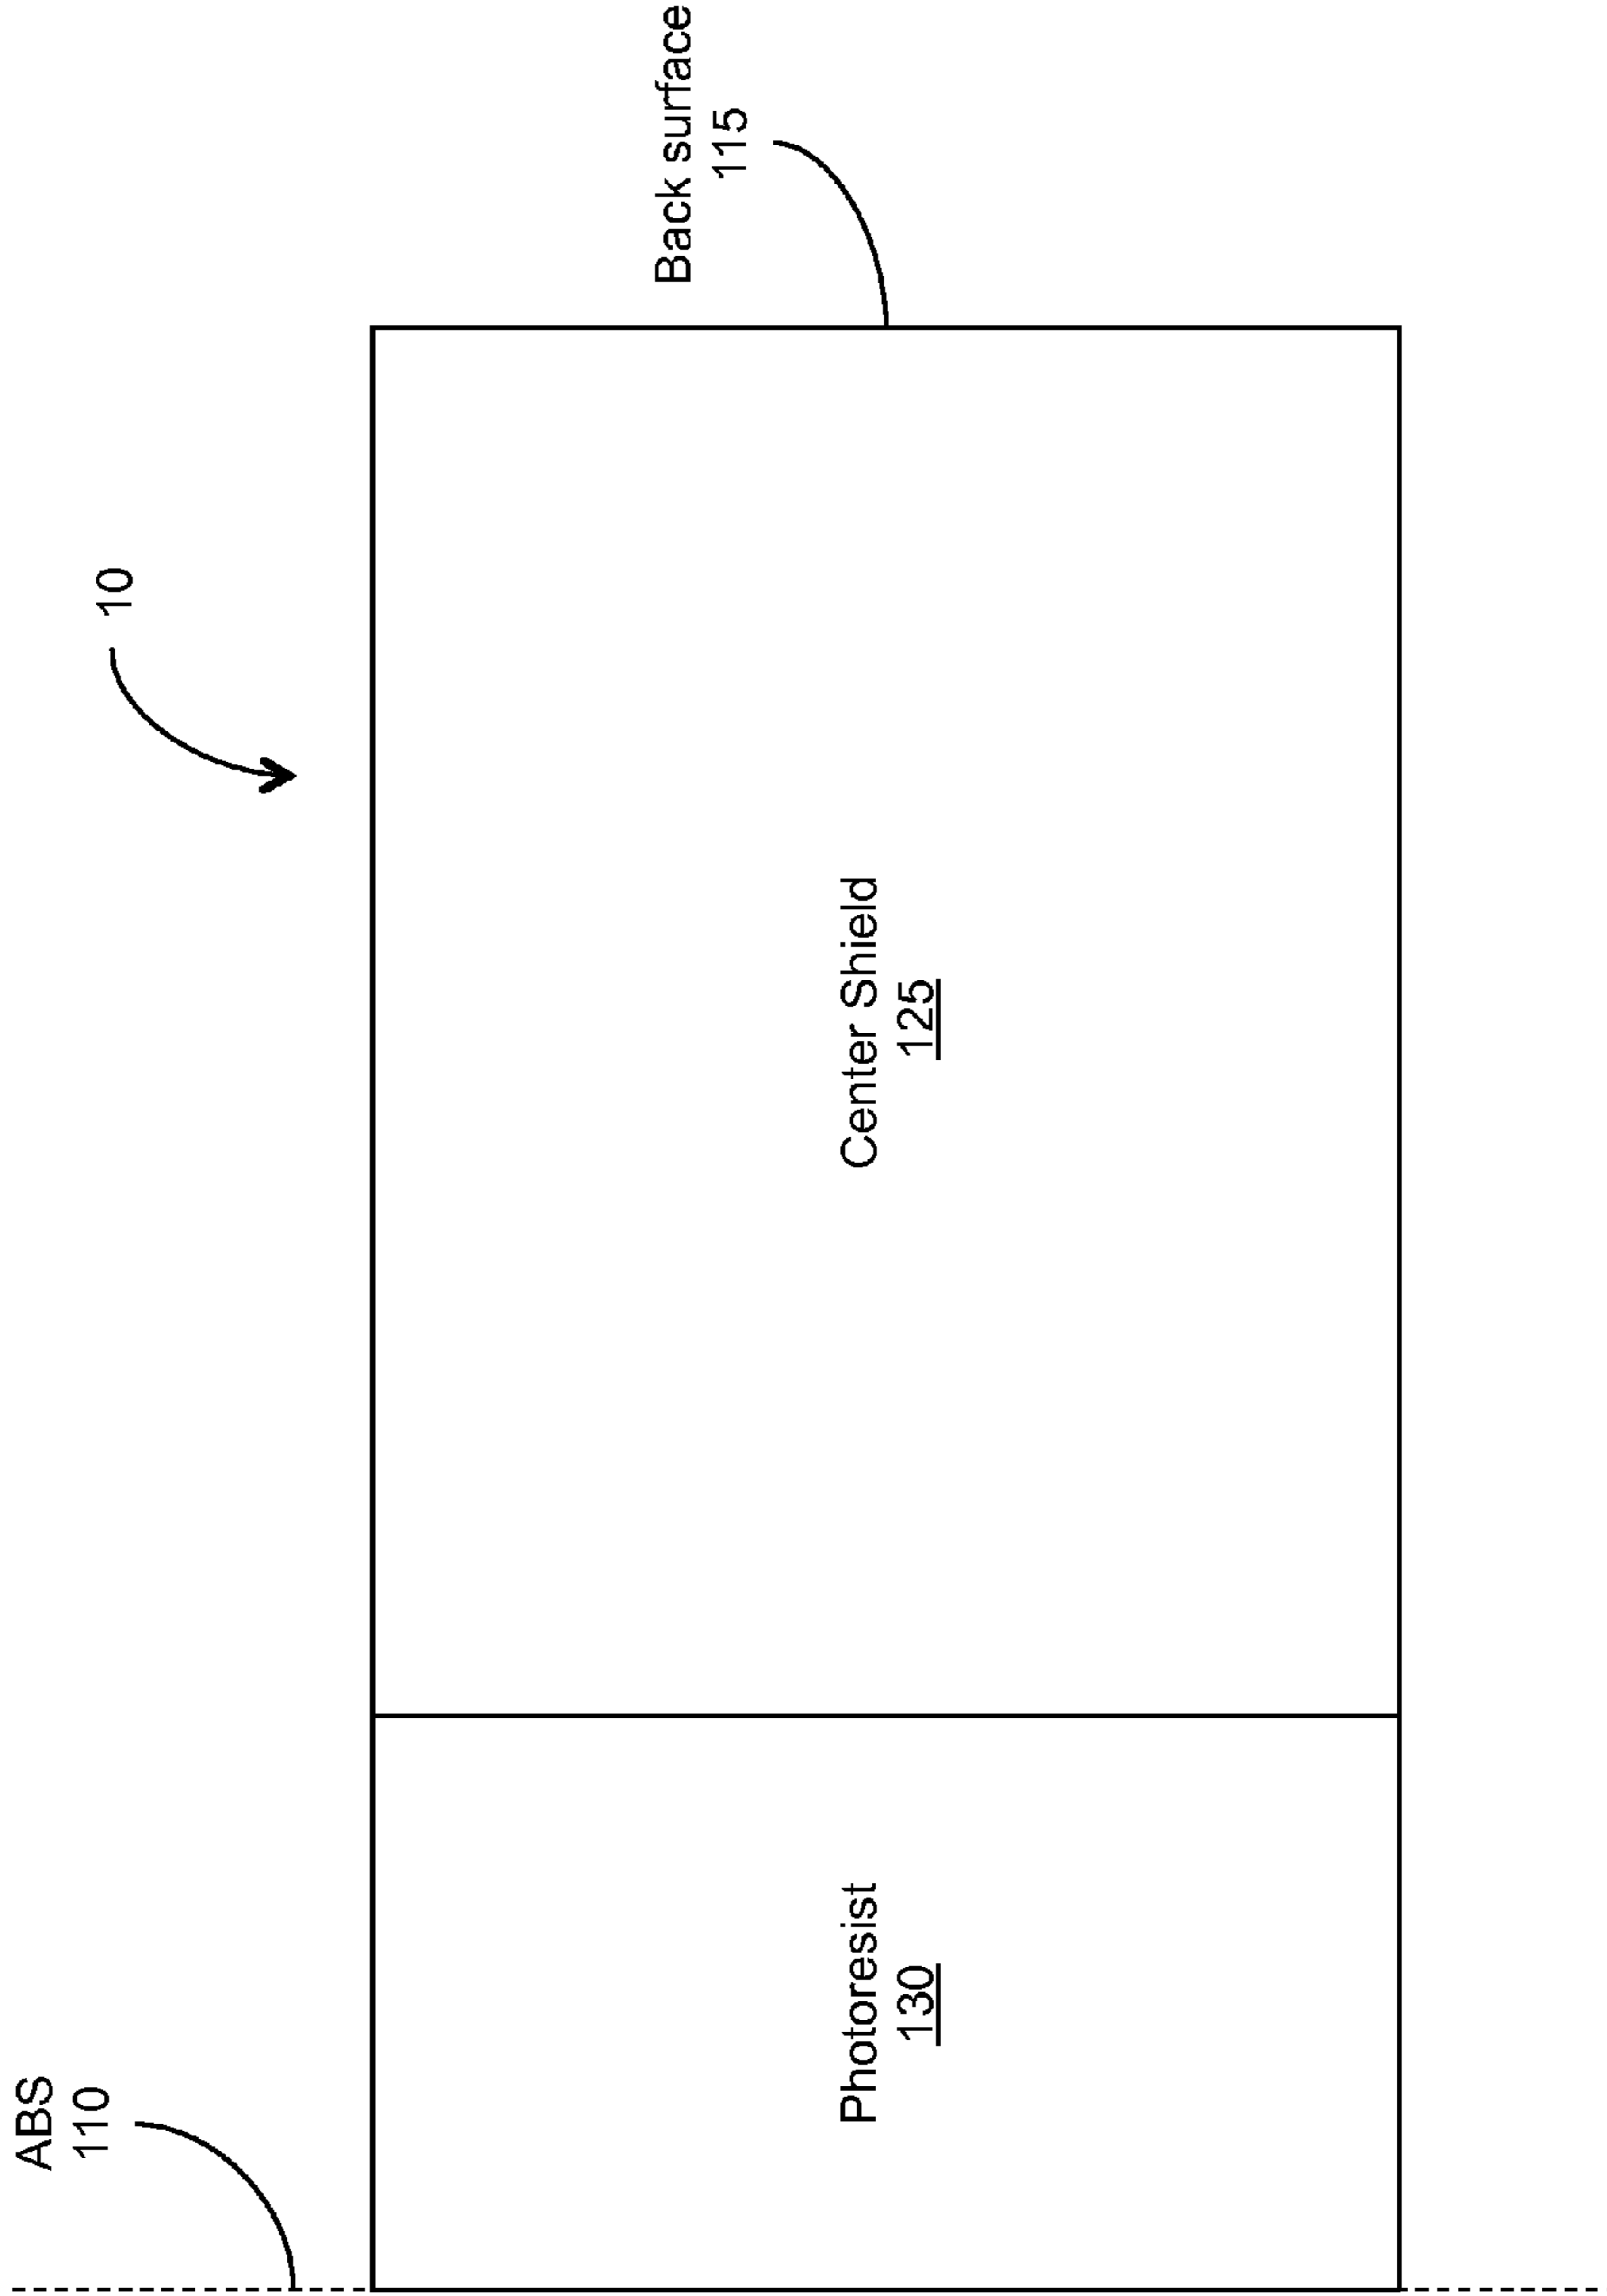 ABS
110
10
Back surface
115
Photoresist
130
Center Shield
125